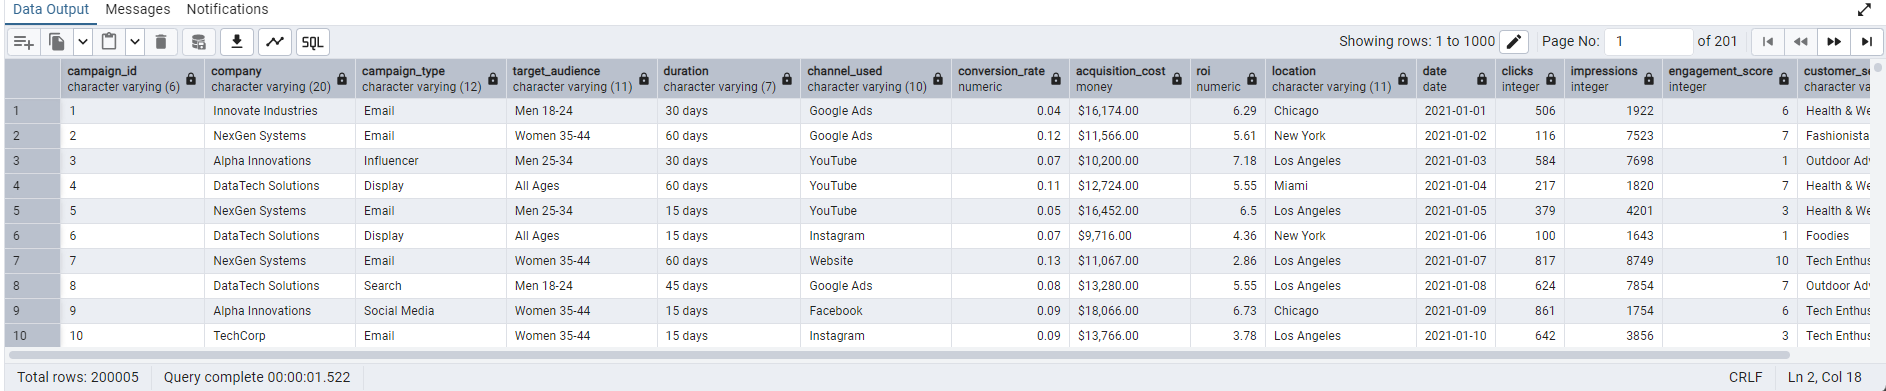 Data Output Messages Notifications
SQL Showing rows: 1 to 1000 Page No: 1 of 201
campaign_id company campaign_type target_audience duration channel_used conversion_rate acquisition_cost roi location date clicks impressions engagement_score customer_se
character varying (6) character varying (20) character varying (12) character varying (11) character varying (7) character varying (10) numeric money numeric character varying (11) date integer integer integer character va
1 1 Innovate Industries Email Men 18-24 30 days Google Ads 0.04 $16,174.00 6.29 Chicago 2021-01-01 506 1922 6 Health & We
2 2 NexGen Systems Email Women 35-44 60 days Google Ads 0.12 $11,566.00 5.61 New York 2021-01-02 116 7523 7 Fashionista
3 3 Alpha Innovations Influencer Men 25-34 30 days YouTube 0.07 $10,200.00 7.18 Los Angeles 2021-01-03 584 7698 1 Outdoor Adv
4 4 DataTech Solutions Display All Ages 60 days YouTube 0.11 $12,724.00 5.55 Miami 2021-01-04 217 1820 7 Health & We
5 5 NexGen Systems Email Men 25-34 15 days YouTube 0.05 $16,452.00 6.5 Los Angeles 2021-01-05 379 4201 3 Health & We
6 6 DataTech Solutions Display All Ages 15 days Instagram 0.07 $9,716.00 4.36 New York 2021-01-06 100 1643 1 Foodies
7 7 NexGen Systems Email Women 35-44 60 days Website 0.13 $11,067.00 2.86 Los Angeles 2021-01-07 817 8749 10 Tech Enthus
8 8 DataTech Solutions Search Men 18-24 45 days Google Ads 0.08 $13,280.00 5.55 Los Angeles 2021-01-08 624 7854 7 Outdoor Adv
9 9 Alpha Innovations Social Media Women 35-44 15 days Facebook 0.09 $18,066.00 6.73 Chicago 2021-01-09 861 1754 6 Tech Enthus
10 10 TechCorp Email Women 35-44 15 days Instagram 0.09 $13,766.00 3.78 Los Angeles 2021-01-10 642 3856 3 Tech Enthus
Total rows: 200005 Query complete 00:00:01.522 CRLF Ln 2, Col 18